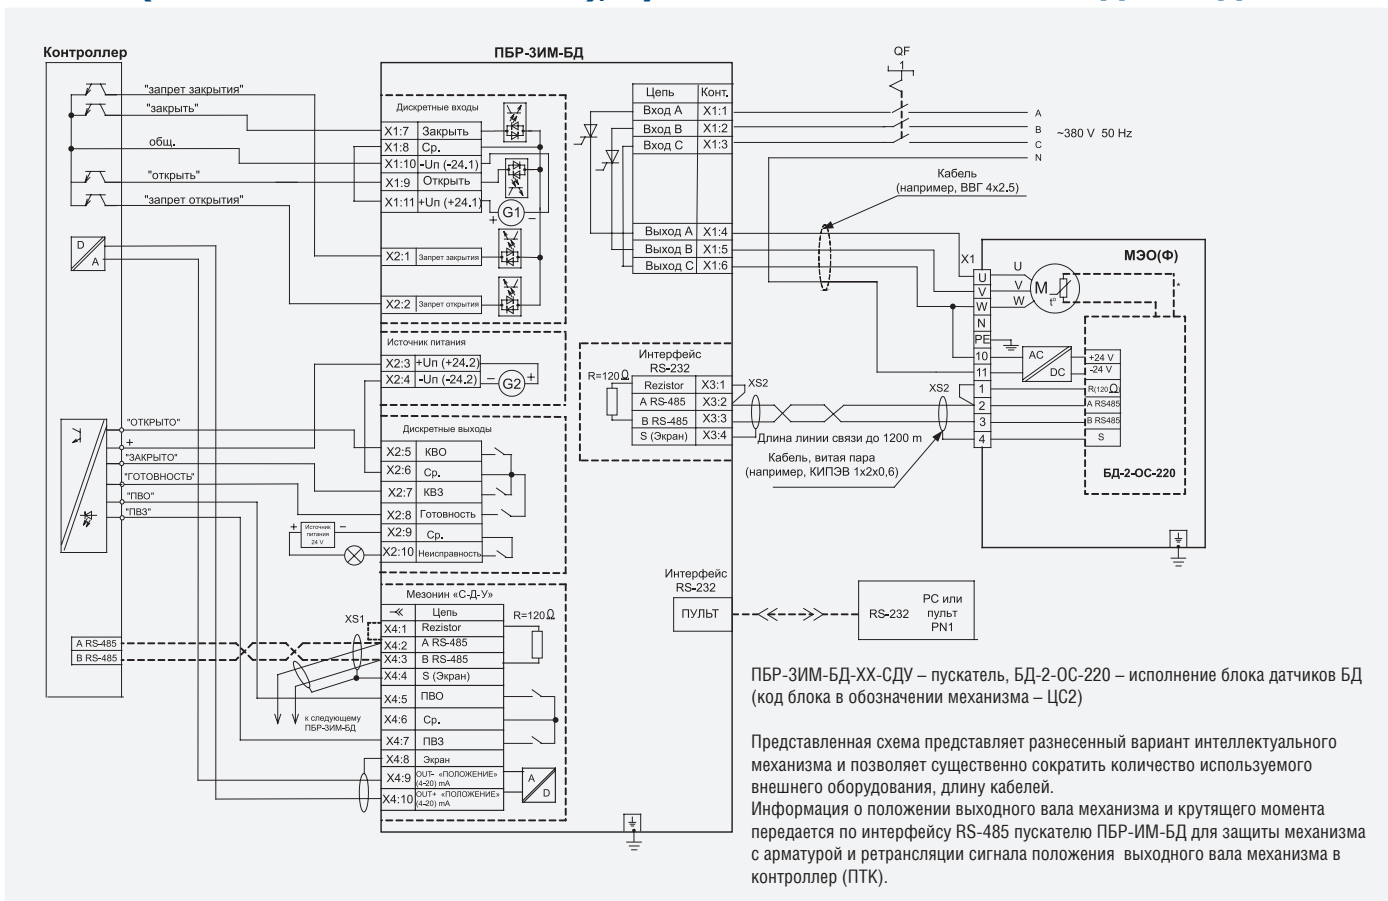 Контроллер
"запрет закрытия"
"закрыть"
общ.
"открыть"
"запрет открытия"
D
A
"ОТКРЫТО"
+
"ЗАКРЫТО"
"ГОТОВНОСТЬ"
"ПВО"
"ПВЗ"
A RS-485
B RS-485
ПБР-3ИМ-БД
Дискретные входы
X1:7 Закрыть
X1:8 Ср.
X1:10 -Uп (-24.1)
X1:9 Открыть
X1:11 +Uп (+24.1)
+ G1 −
X2:1 Запрет закрытия
X2:2 Запрет открытия
Источник питания
X2:3 +Uп (+24.2)
X2:4 -Uп (-24.2)
− G2 +
Дискретные выходы
X2:5 КВО
X2:6 Ср.
X2:7 КВЗ
X2:8 Готовность
X2:9 Ср.
X2:10 Неисправность
+ Источник питания 24 V −
Мезонин «С-Д-У»
XS1
Цепь
R=120 Ω
X4:1 Rezistor
X4:2 A RS-485
X4:3 B RS-485
X4:4 S (Экран)
X4:5 ПВО
X4:6 Ср.
X4:7 ПВЗ
X4:8 Экран
X4:9 OUT- «ПОЛОЖЕНИЕ»
(4-20) mA
X4:10 OUT+ «ПОЛОЖЕНИЕ»
(4-20) mA
A
D
к следующему
ПБР-3ИМ-БД
Цепь Конт.
Вход A X1:1
Вход B X1:2
Вход C X1:3
Выход A X1:4
Выход B X1:5
Выход C X1:6
QF
1
A
B
C
N
~380 V 50 Hz
Кабель
(например, ВВГ 4x2.5)
Интерфейс
RS-232
R=120 Ω
Rezistor X3:1
A RS-485 X3:2
B RS-485 X3:3
S (Экран) X3:4
XS2
Длина линии связи до 1200 m
Кабель, витая пара
(например, КИПЭВ 1x2x0,6)
XS2
X1
МЭО(Ф)
U
V
W
N
PE
10
11
1
2
3
4
U
V
W
M
t°
*
AC
DC
+24 V
-24 V
R(120 Ω)
A RS485
B RS485
S
БД-2-ОС-220
Интерфейс
RS-232
ПУЛЬТ
RS-232
PC или
пульт
PN1
ПБР-3ИМ-БД-ХХ-СДУ – пускатель, БД-2-ОС-220 – исполнение блока датчиков БД
(код блока в обозначении механизма – ЦС2)
Представленная схема представляет разнесенный вариант интеллектуального
механизма и позволяет существенно сократить количество используемого
внешнего оборудования, длину кабелей.
Информация о положении выходного вала механизма и крутящего момента
передается по интерфейсу RS-485 пускателю ПБР-ИМ-БД для защиты механизма
с арматурой и ретрансляции сигнала положения выходного вала механизма в
контроллер (ПТК).